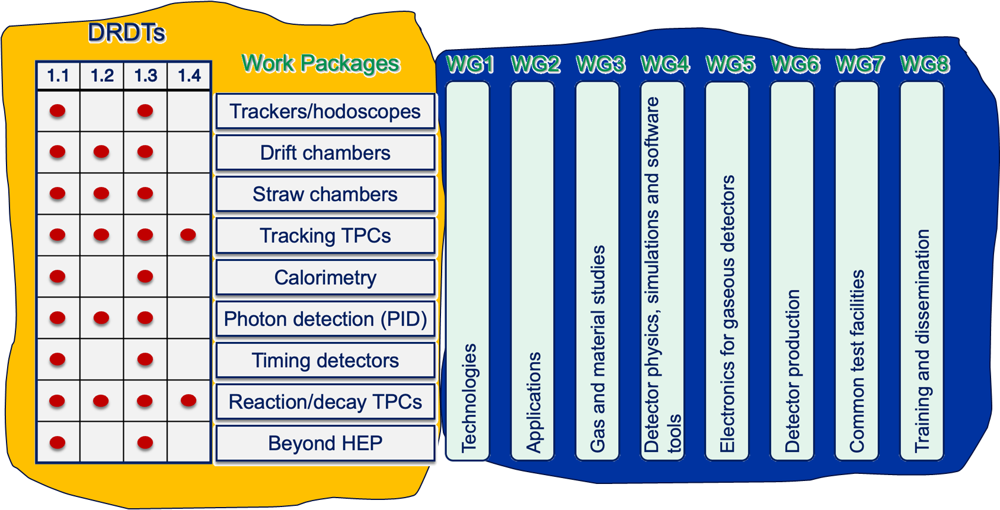 DRDTs
1.1 1.2 1.3 1.4
Work Packages
Trackers/hodoscopes
Drift chambers
Straw chambers
Tracking TPCs
Calorimetry
Photon detection (PID)
Timing detectors
Reaction/decay TPCs
Beyond HEP
WG1 WG2 WG3 WG4 WG5 WG6 WG7 WG8
Technologies
Applications
Gas and material studies
Detector physics, simulations and software
tools
Electronics for gaseous detectors
Detector production
Common test facilities
Training and dissemination